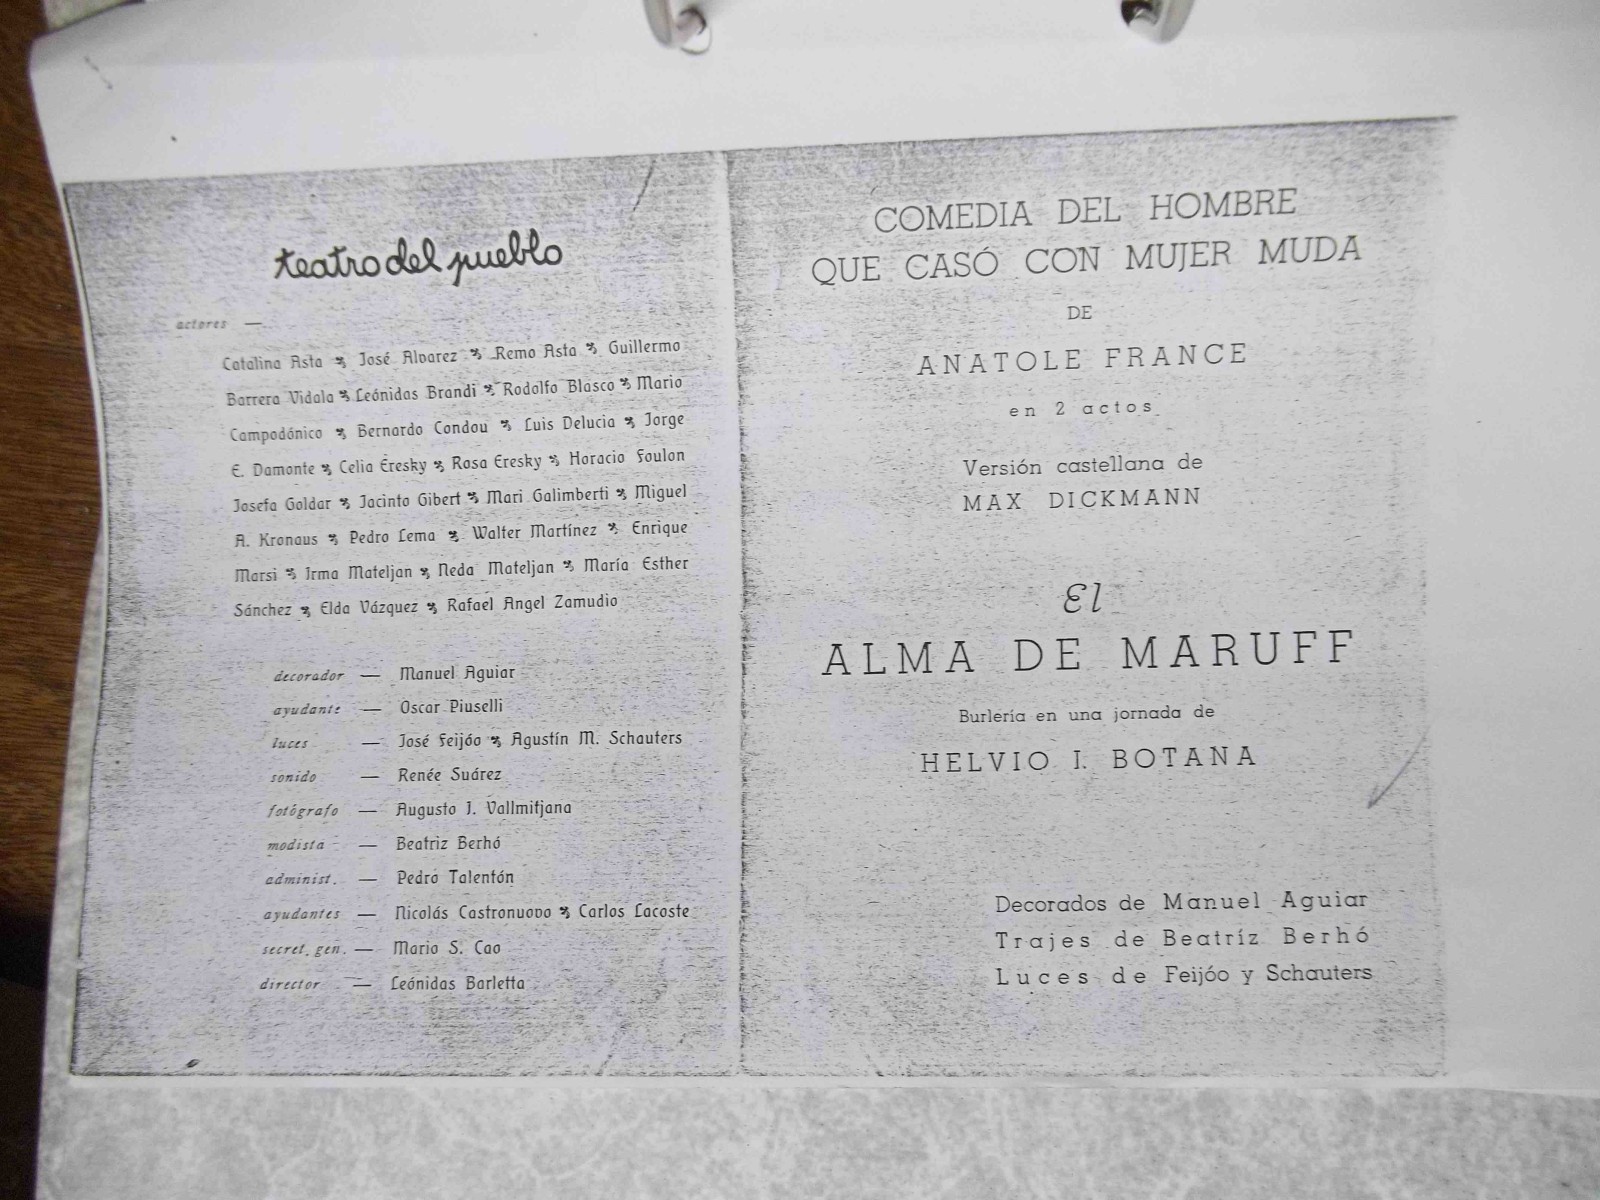 teatro del pueblo
actores —
Catalina Asta José Alvarez Remo Asta Guillermo
Barrera Vidala Leónidas Brandi Rodolfo Blasco Mario
Campodónico Bernardo Condou Luis Delucia Jorge
E. Damonte Celia Eresky Rosa Eresky Horacio Foulon
Josefa Goldar Jacinto Gibert Mari Galimberti Miguel
A. Kronaus Pedro Lema Walter Martínez Enrique
Marsi Irma Mateljan Neda Mateljan María Esther
Sánchez Elda Vázquez Rafael Angel Zamudio
decorador — Manuel Aguiar
ayudante — Oscar Piuselli
luces — José Feijóo Agustín M. Schauters
sonido — Renée Suárez
fotógrafo — Augusto I. Vallmitjana
modista — Beatriz Berhó
administ. — Pedro Talentón
ayudantes — Nicolás Castronuovo Carlos Lacoste
secret. gen. — Mario S. Cao
director — Leónidas Barletta
COMEDIA DEL HOMBRE
QUE CASÓ CON MUJER MUDA
DE
ANATOLE FRANCE
en 2 actos
Versión castellana de
MAX DICKMANN
El
ALMA DE MARUFF
Burlería en una jornada de
HELVIO I. BOTANA
Decorados de Manuel Aguiar
Trajes de Beatríz Berhó
Luces de Feijóo y Schauters